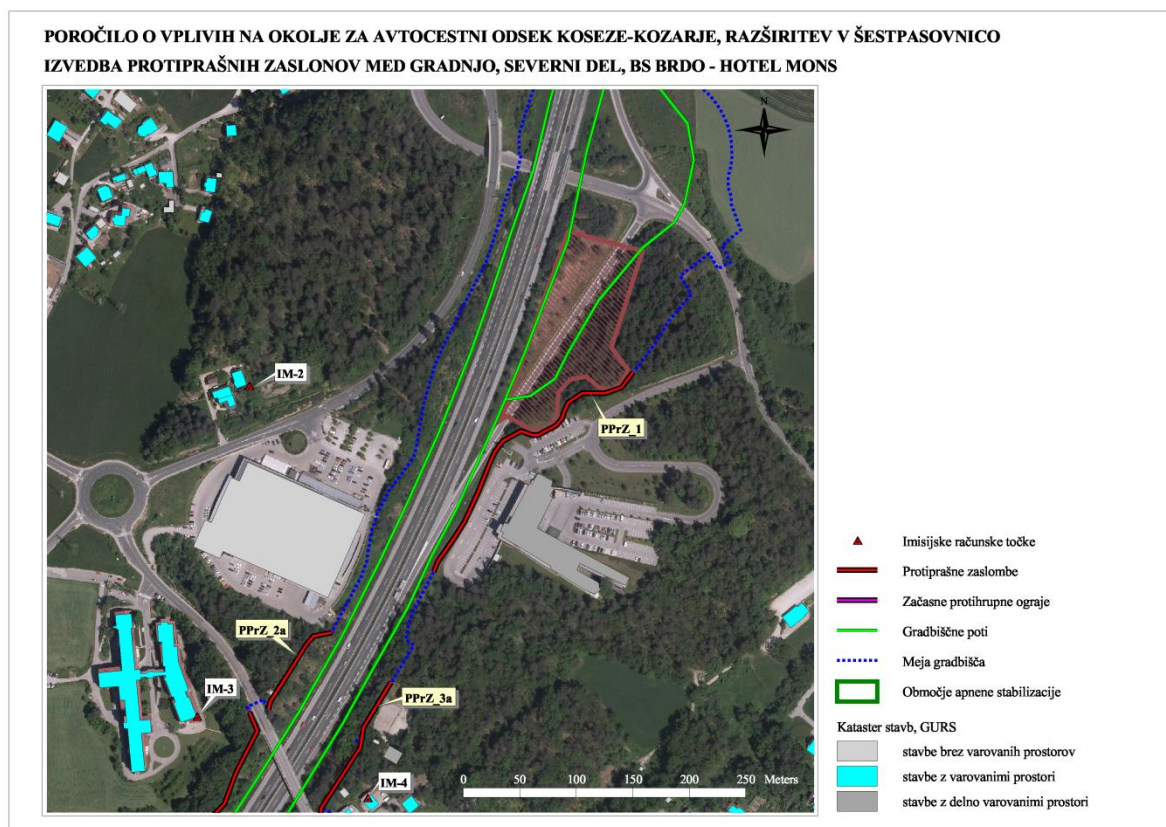 POROČILO O VPLIVIH NA OKOLJE ZA AVTOCESTNI ODSEK KOSEZE-KOZARJE, RAZŠIRITEV V ŠESTPASOVNICO
IZVEDBA PROTIPRAŠNIH ZASLONOV MED GRADNJO, SEVERNI DEL, BS BRDO - HOTEL MONS
N
IM-2
PPrZ_1
PPrZ_2a
IM-3
PPrZ_3a
IM-4
0 50 100 150 200 250 Meters
Imisijske računske točke
Protiprašne zaslombe
Začasne protihrupne ograje
Gradbiščne poti
Meja gradbišča
Območje apnene stabilizacije
Kataster stavb, GURS
stavbe brez varovanih prostorov
stavbe z varovanimi prostori
stavbe z delno varovanimi prostori